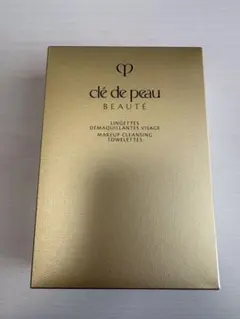 clé de peau
BEAUTÉ
LINGETTES
DÉMAQUILLANTES VISAGE
MAKEUP CLEANSING
TOWELETTES